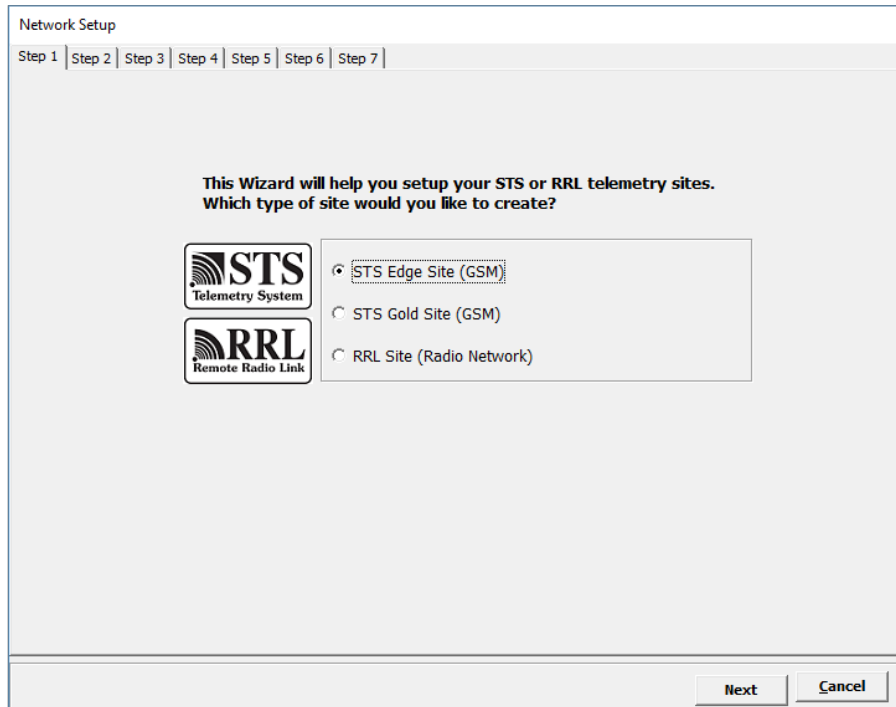 Network Setup
Step 1 Step 2 Step 3 Step 4 Step 5 Step 6 Step 7
This Wizard will help you setup your STS or RRL telemetry sites.
Which type of site would you like to create?
STS
Telemetry System
RRL
Remote Radio Link
STS Edge Site (GSM)
STS Gold Site (GSM)
RRL Site (Radio Network)
Next Cancel